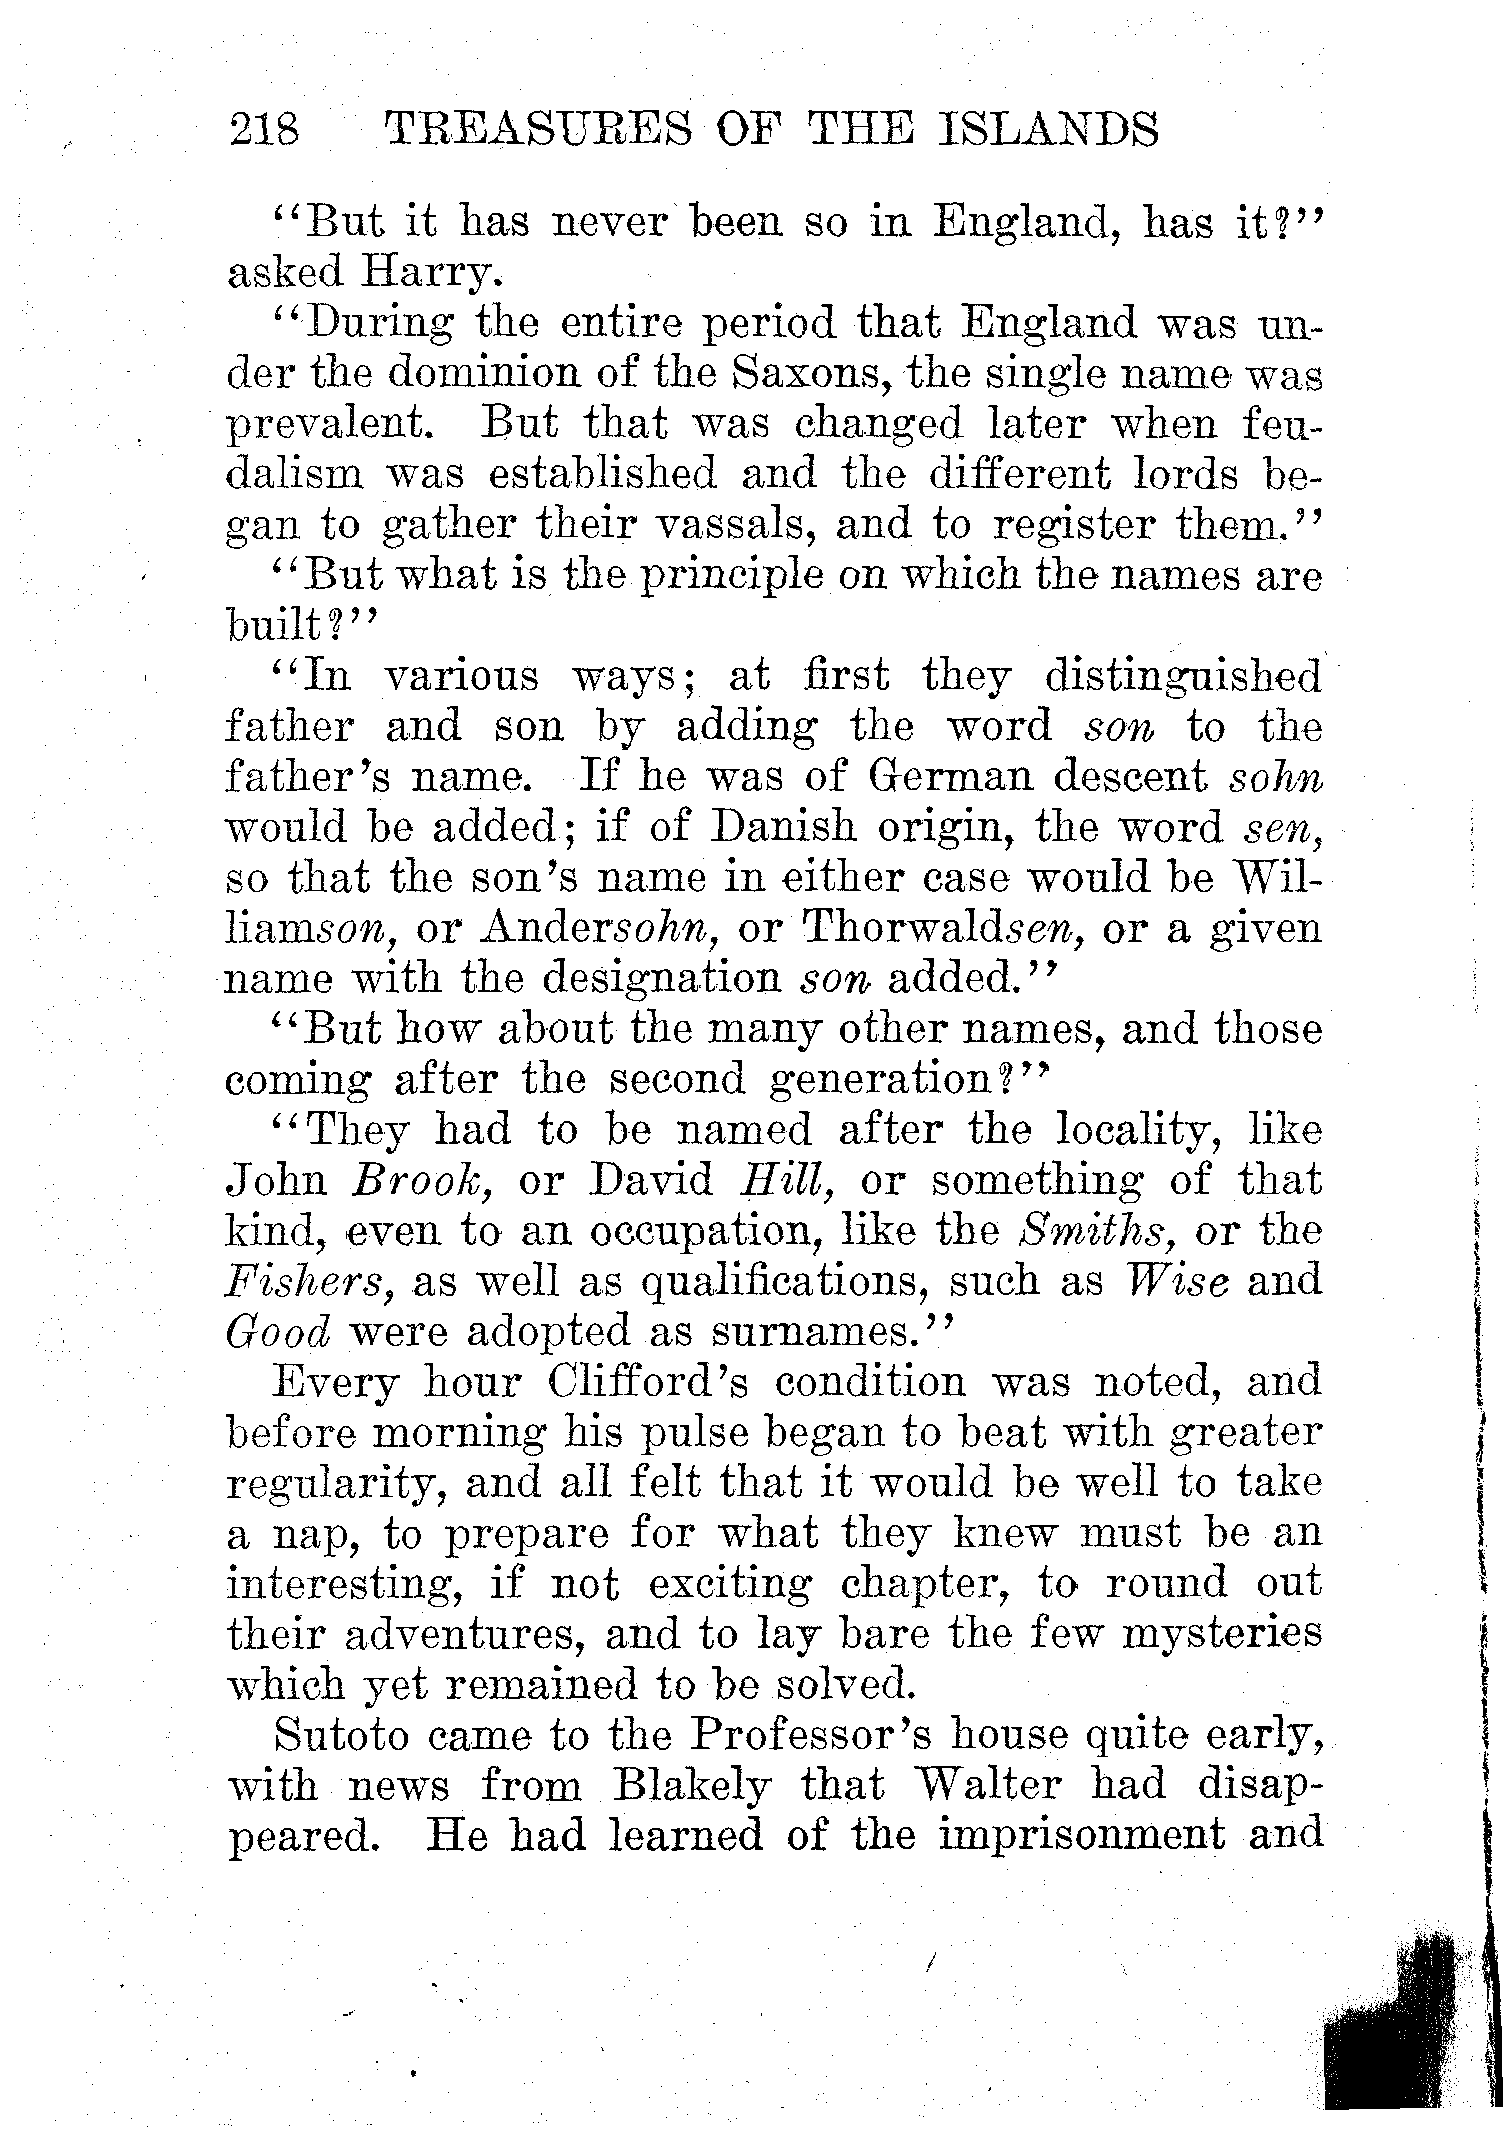 218 TREASURES OF THE ISLANDS
"But it has never been so in England, has it?"
asked Harry.
"During the entire period that England was un-
der the dominion of the Saxons, the single name was
prevalent. But that was changed later when feu-
dalism was established and the different lords be-
gan to gather their vassals, and to register them."
"But what is the principle on which the names are
built?"
"In various ways; at first they distinguished
father and son by adding the word son to the
father's name. If he was of German descent sohn
would be added; if of Danish origin, the word sen,
so that the son's name in either case would be Wil-
liamson, or Andersohn, or Thorwaldsen, or a given
name with the designation son added."
"But how about the many other names, and those
coming after the second generation?"
"They had to be named after the locality, like
John Brook, or David Hill, or something of that
kind, even to an occupation, like the Smiths, or the
Fishers, as well as qualifications, such as Wise and
Good were adopted as surnames."
Every hour Clifford's condition was noted, and
before morning his pulse began to beat with greater
regularity, and all felt that it would be well to take
a nap, to prepare for what they knew must be an
interesting, if not exciting chapter, to round out
their adventures, and to lay bare the few mysteries
which yet remained to be solved.
Sutoto came to the Professor's house quite early,
with news from Blakely that Walter had disap-
peared. He had learned of the imprisonment and